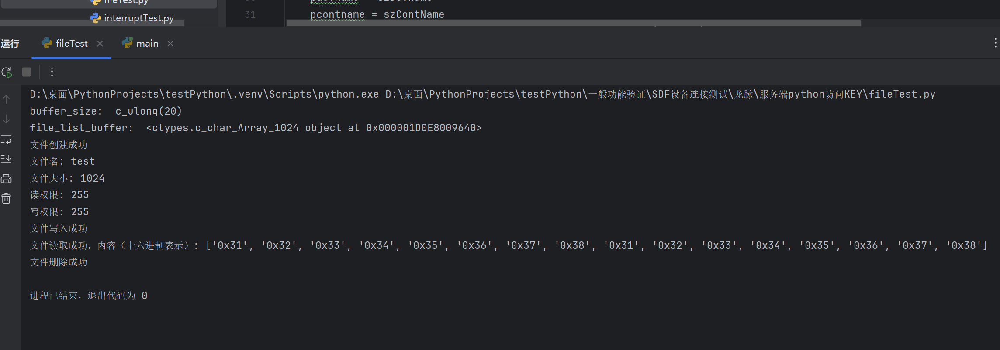 fileTest.py
interruptTest.py
31
pcontname = szContName
运行
fileTest
main
D:\桌面\PythonProjects\testPython\.venv\Scripts\python.exe D:\桌面\PythonProjects\testPython\一般功能验证\SDF设备连接测试\龙脉\服务端python访问KEY\fileTest.py
buffer_size:  c_ulong(20)
file_list_buffer:  <ctypes.c_char_Array_1024 object at 0x000001D0E8009640>
文件创建成功
文件名: test
文件大小: 1024
读权限: 255
写权限: 255
文件写入成功
文件读取成功，内容（十六进制表示）: ['0x31', '0x32', '0x33', '0x34', '0x35', '0x36', '0x37', '0x38', '0x31', '0x32', '0x33', '0x34', '0x35', '0x36', '0x37', '0x38']
文件删除成功
进程已结束，退出代码为 0